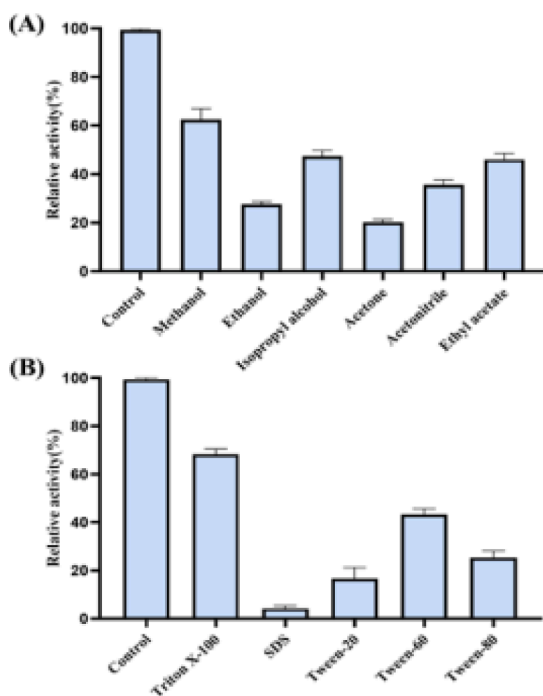 (A)
Relative activity(%)
100
80
60
40
20
0
Control
Methanol
Ethanol
Isopropyl alcohol
Acetone
Acetonitrile
Ethyl acetate
(B)
Relative activity(%)
100
80
60
40
20
0
Control
Triton X-100
SDS
Tween-20
Tween-60
Tween-80